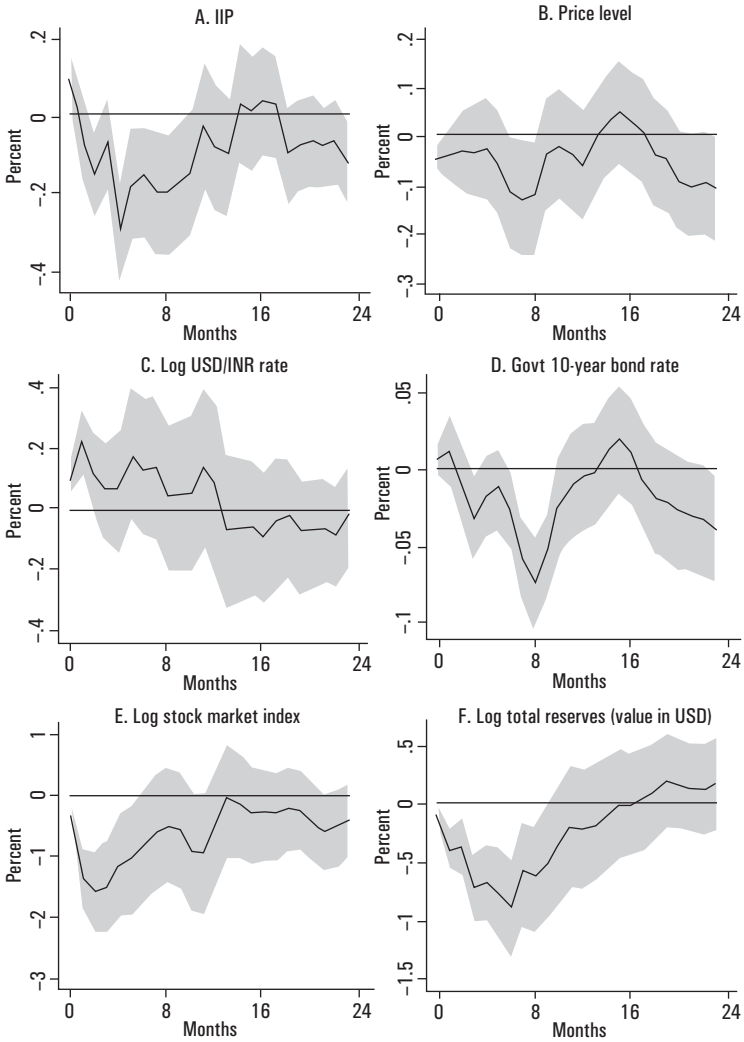 A. IIP
Percent
.2
0
-.2
-.4
0 8 16 24
Months
B. Price level
Percent
.2
.1
0
-.1
-.2
-.3
0 8 16 24
Months
C. Log USD/INR rate
Percent
.4
.2
0
-.2
-.4
0 8 16 24
Months
D. Govt 10-year bond rate
Percent
.05
0
-.05
-.1
0 8 16 24
Months
E. Log stock market index
Percent
1
0
-.1
-.2
-.3
0 8 16 24
Months
F. Log total reserves (value in USD)
Percent
.5
0
-.5
-.1
-1.5
0 8 16 24
Months